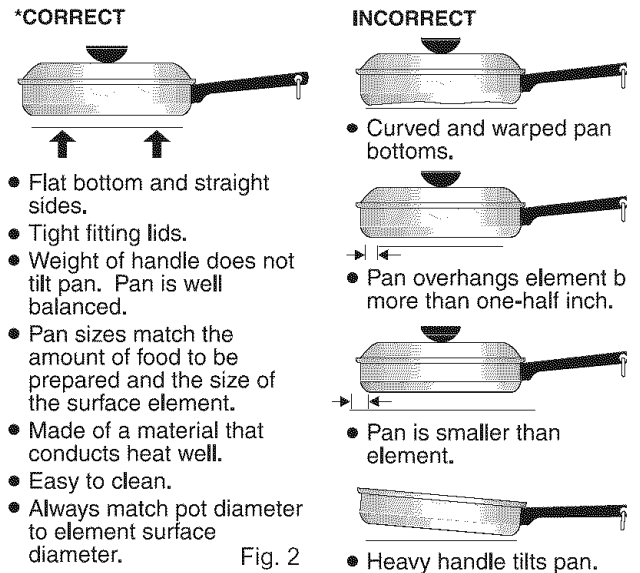 *CORRECT
● Flat bottom and straight
sides.
● Tight fitting lids.
● Weight of handle does not
tilt pan. Pan is well
balanced.
● Pan sizes match the
amount of food to be
prepared and the size of
the surface element.
● Made of a material that
conducts heat well.
● Easy to clean.
● Always match pot diameter
to element surface
diameter.
Fig. 2
INCORRECT
● Curved and warped pan
bottoms.
● Pan overhangs element b
more than one-half inch.
● Pan is smaller than
element.
● Heavy handle tilts pan.